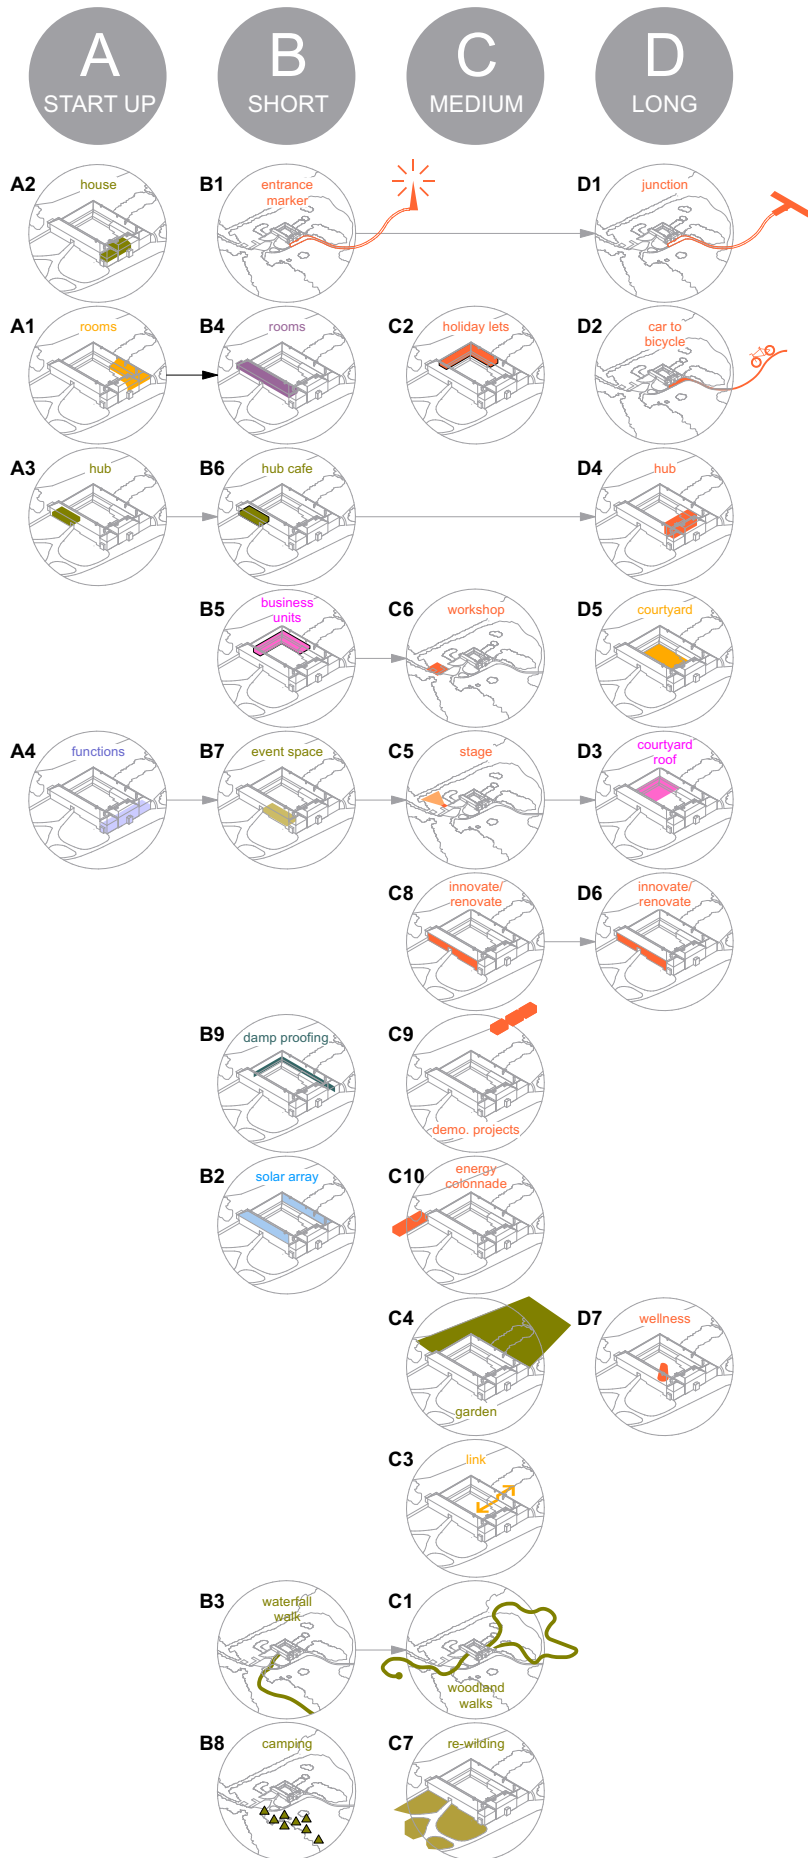 A
START UP
B
SHORT
C
MEDIUM
D
LONG
A2
house
B1
entrance
marker
D1
junction
A1
rooms
B4
rooms
C2
holiday lets
D2
car to
bicycle
A3
hub
B6
hub cafe
D4
hub
B5
business
units
C6
workshop
D5
courtyard
A4
functions
B7
event space
C5
stage
D3
courtyard
roof
C8
innovate/
renovate
D6
innovate/
renovate
B9
damp proofing
C9
demo. projects
B2
solar array
C10
energy
colonnade
C4
garden
D7
wellness
C3
link
B3
waterfall
walk
C1
woodland
walks
B8
camping
C7
re-wilding